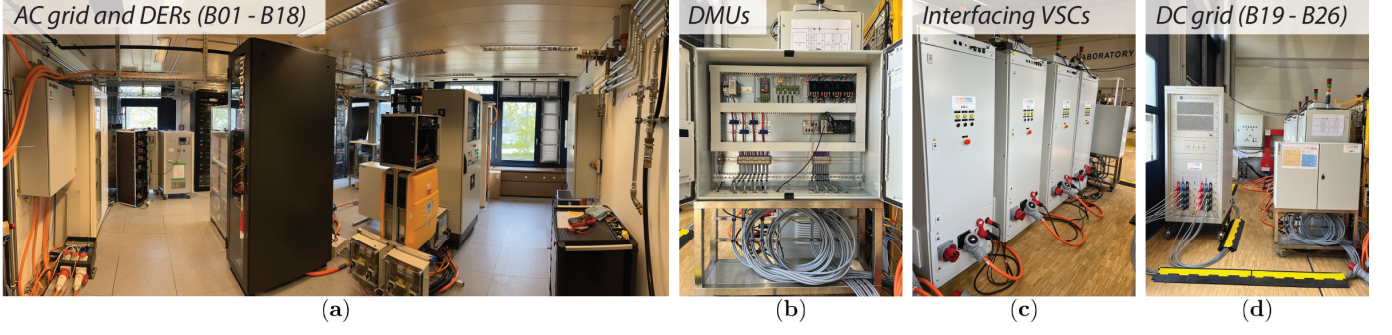 AC grid and DERs (B01 - B18)
DMUs
Interfacing VSCs
DC grid (B19 - B26)
LABORATORY
(a)
(b)
(c)
(d)